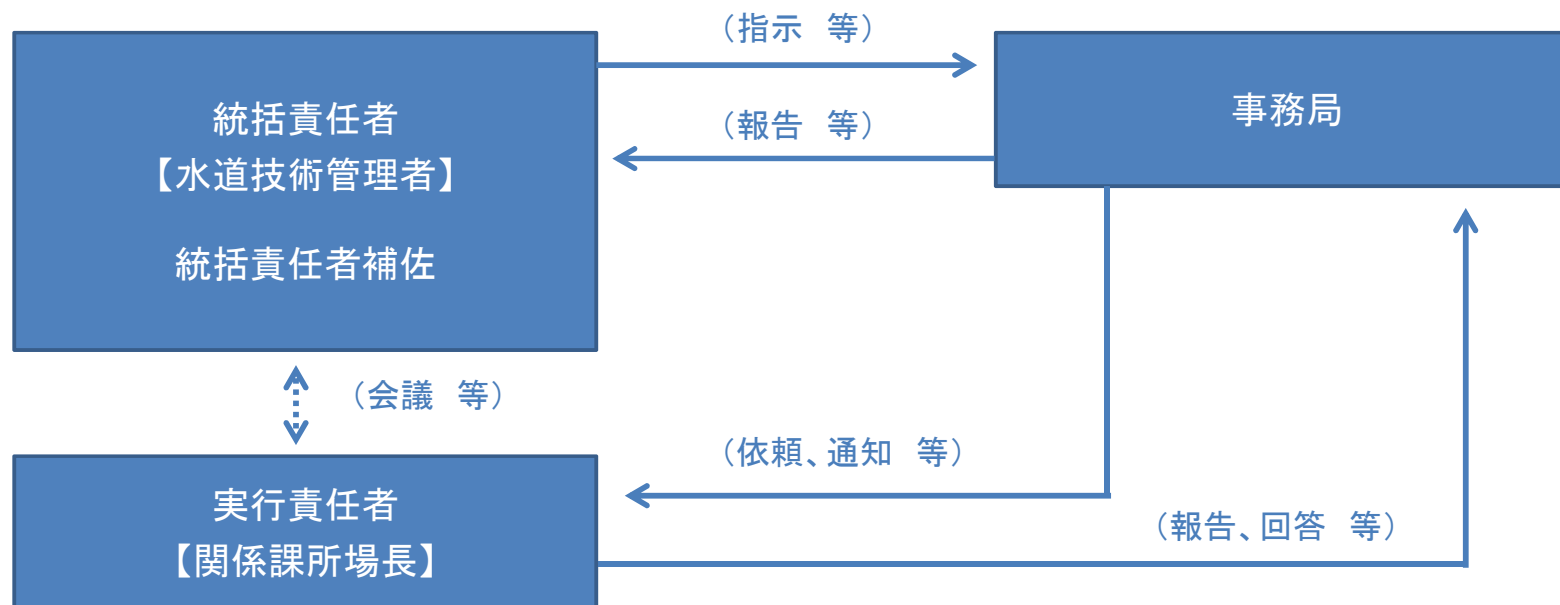 （指示　等）
統括責任者
【水道技術管理者】
統括責任者補佐
事務局
（報告　等）
（会議　等）
（依頼、通知　等）
実行責任者
【関係課所場長】
（報告、回答　等）